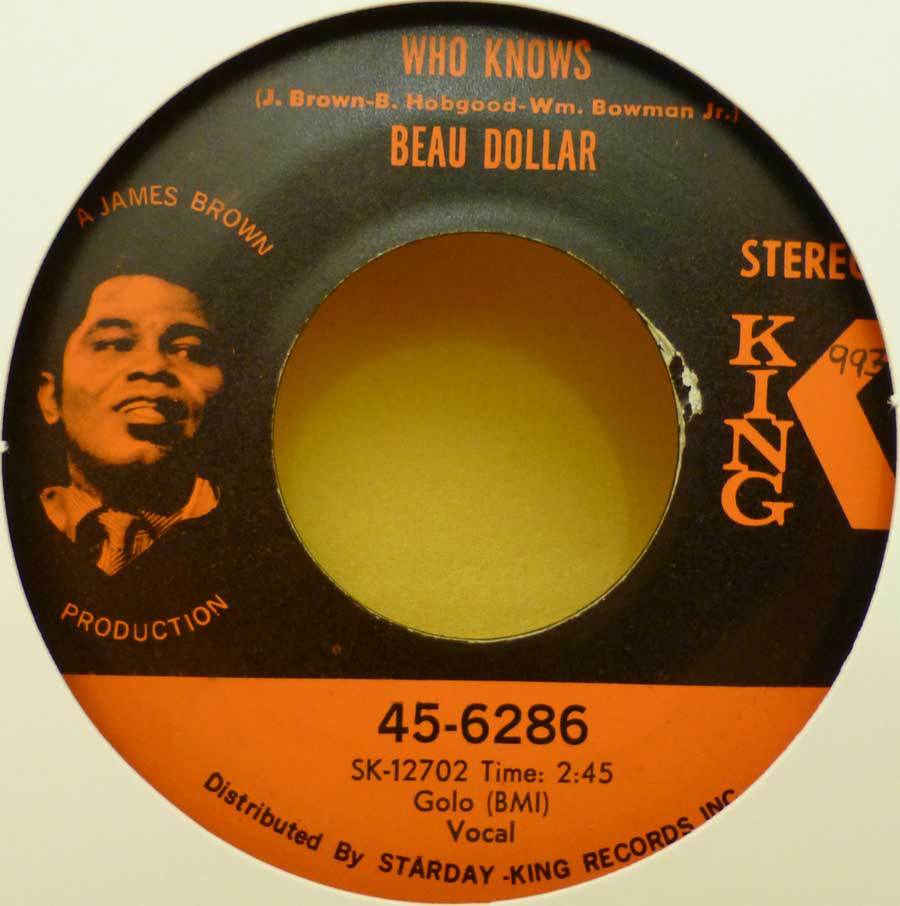 WHO KNOWS
(J. Brown-B. Hobgood-Wm. Bowman Jr.)
BEAU DOLLAR
A JAMES BROWN
PRODUCTION
STEREO
KING
993
45-6286
SK-12702 Time: 2:45
Golo (BMI)
Vocal
Distributed By STARDAY-KING RECORDS INC